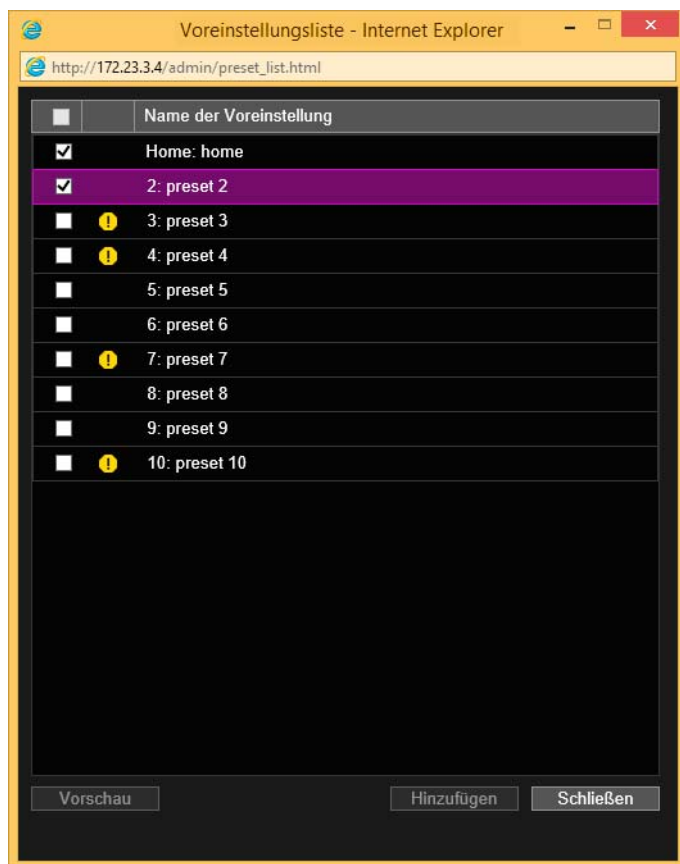 Voreinstellungsliste - Internet Explorer
http://172.23.3.4/admin/preset_list.html
Name der Voreinstellung
Home: home
2: preset 2
3: preset 3
4: preset 4
5: preset 5
6: preset 6
7: preset 7
8: preset 8
9: preset 9
10: preset 10
Vorschau Hinzufügen Schließen